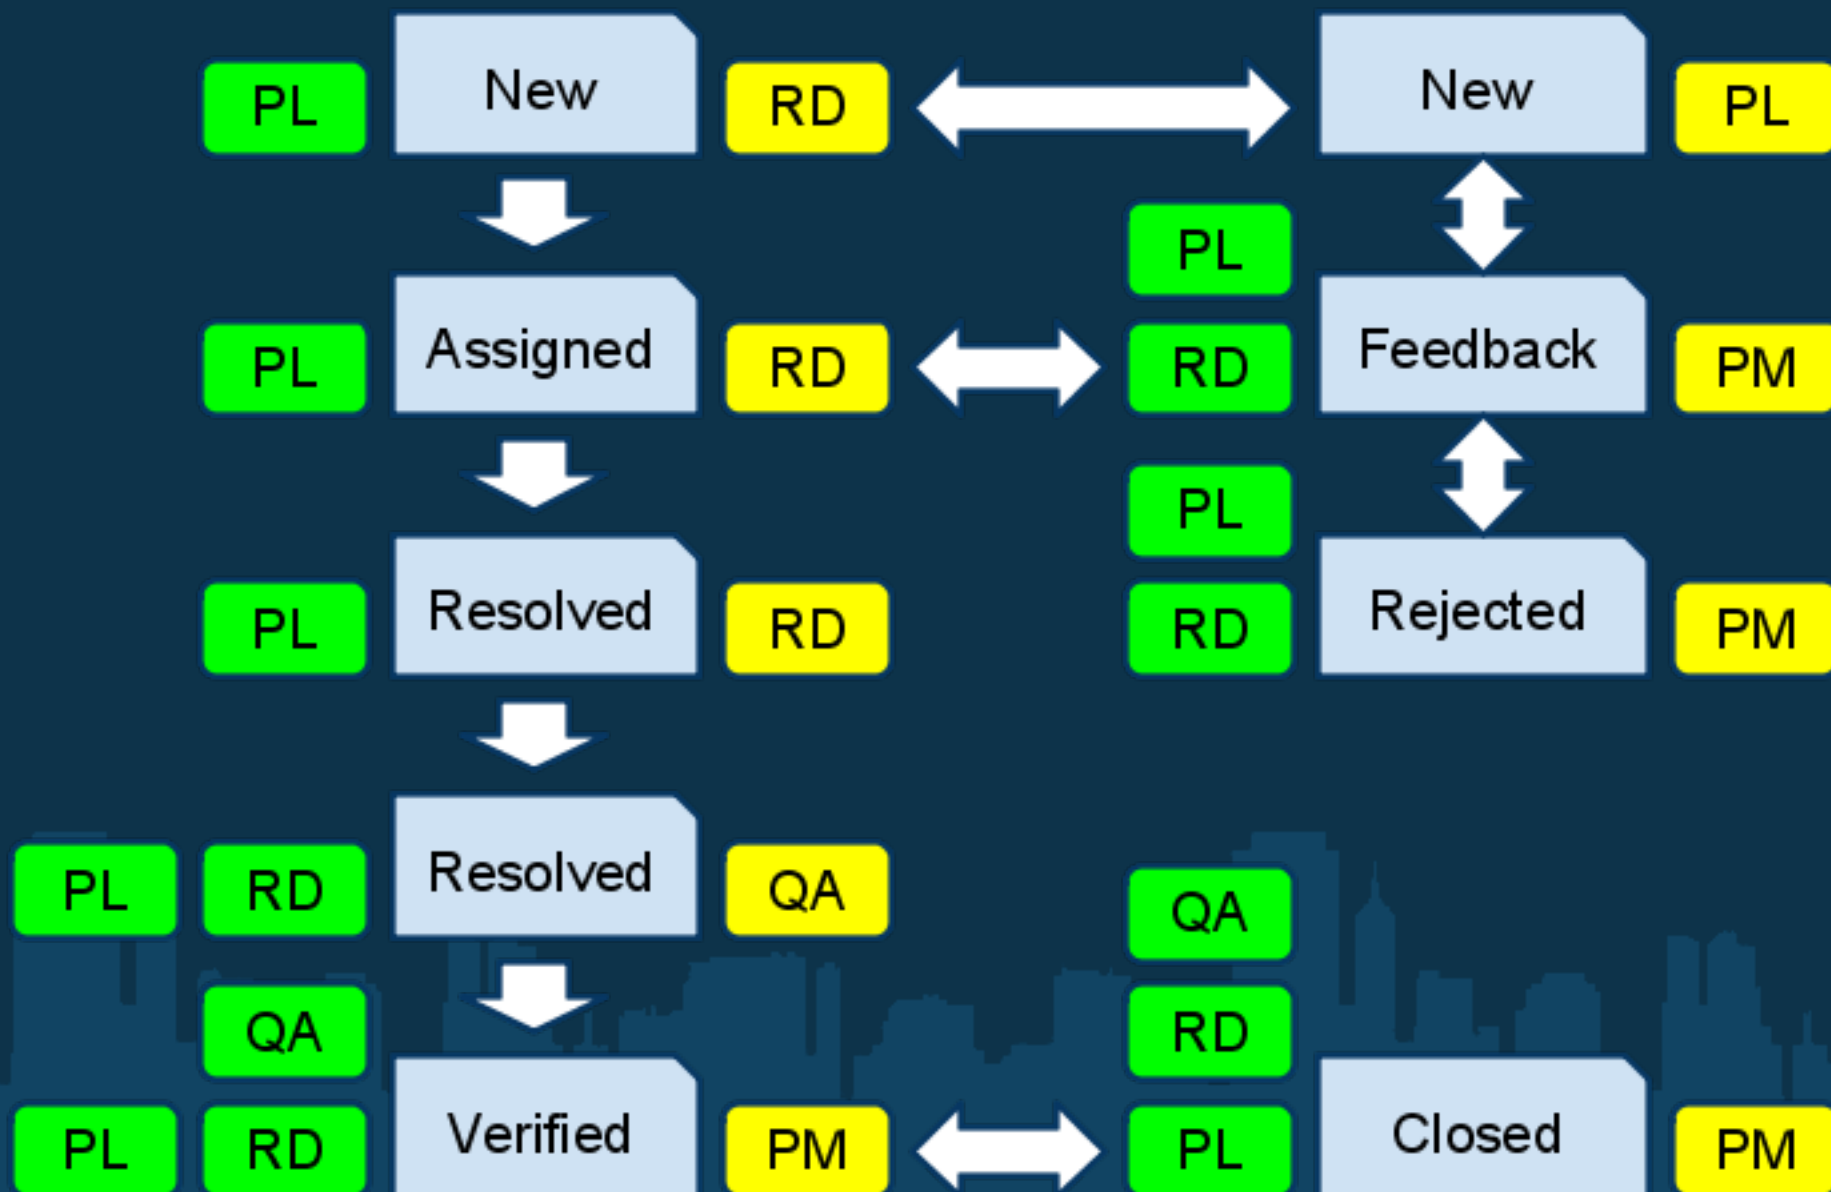 PL New RD New PL
PL
PL Assigned RD RD Feedback PM
PL
PL Resolved RD RD Rejected PM
PL RD Resolved QA QA
QA RD
PL RD Verified PM PL Closed PM